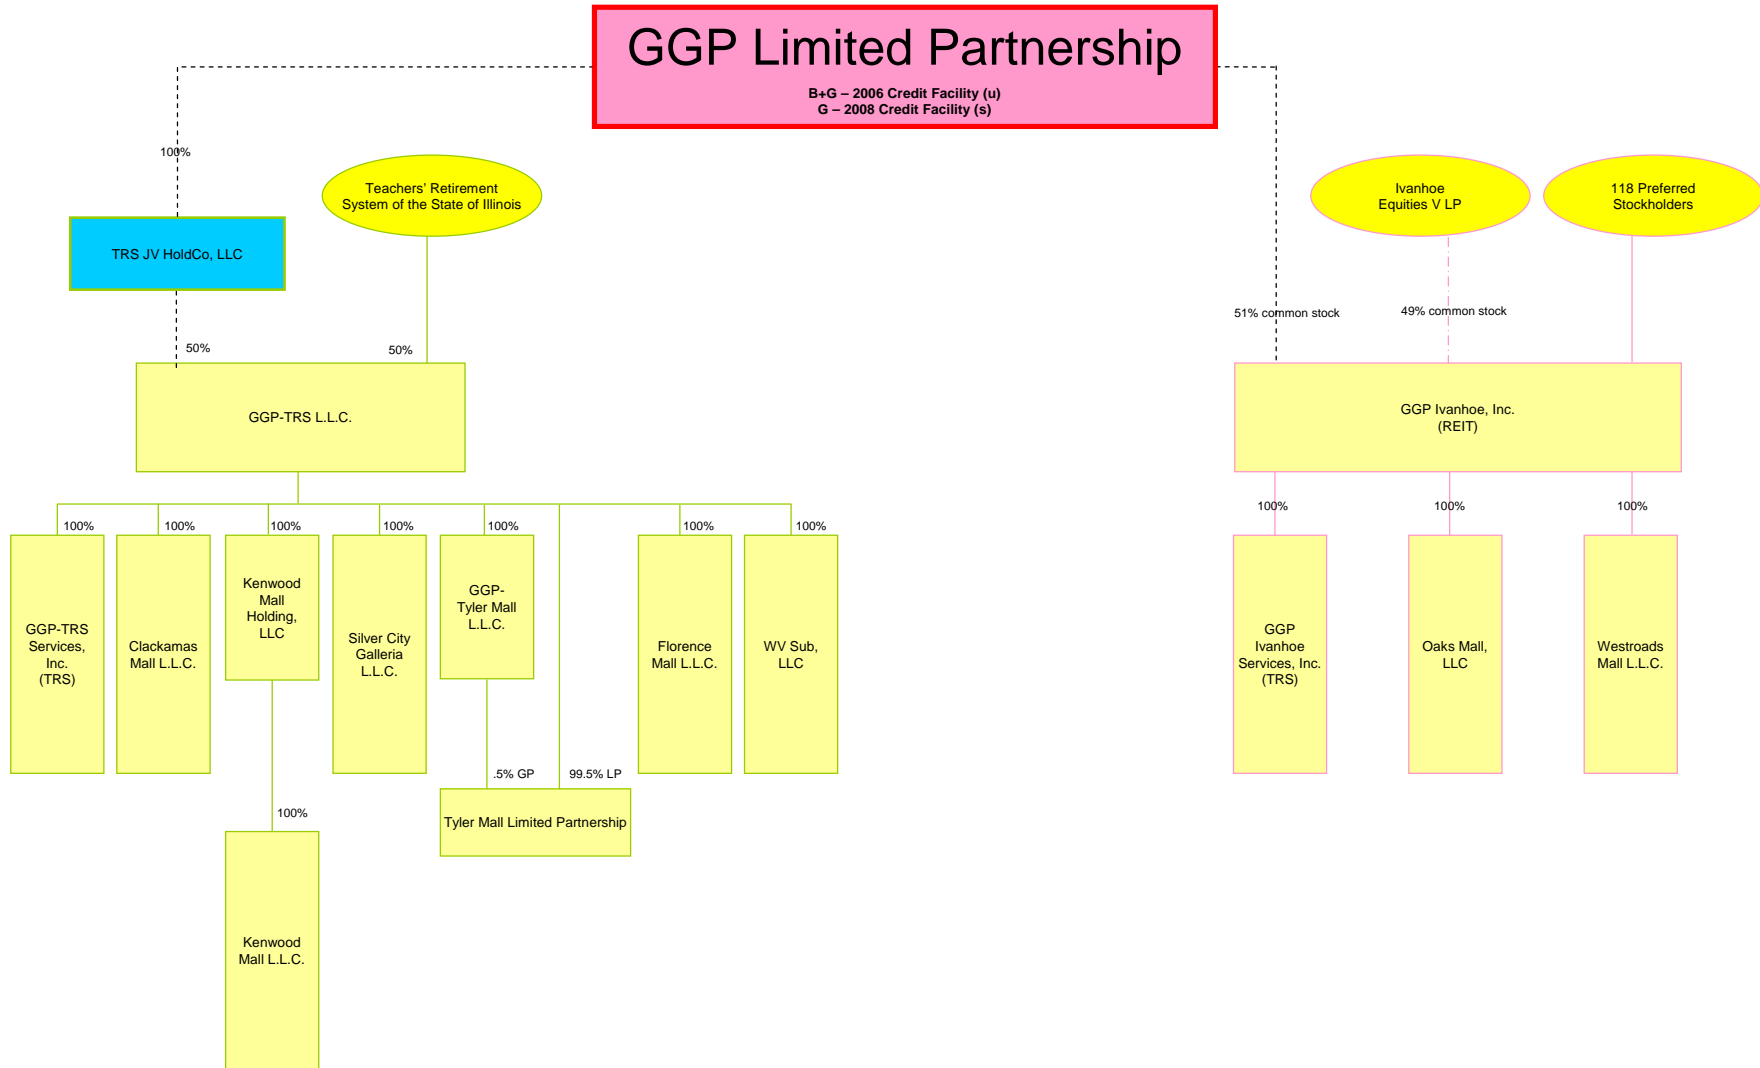 GGP Limited Partnership
B+G – 2006 Credit Facility (u)
G – 2008 Credit Facility (s)
100%
TRS JV HoldCo, LLC
Teachers' Retirement
System of the State of Illinois
50%
50%
GGP-TRS L.L.C.
100%
100%
100%
100%
100%
100%
100%
GGP-TRS
Services,
Inc.
(TRS)
Clackamas
Mall L.L.C.
Kenwood
Mall
Holding,
LLC
Silver City
Galleria
L.L.C.
GGP-
Tyler Mall
L.L.C.
Florence
Mall L.L.C.
WV Sub,
LLC
.5% GP
99.5% LP
Tyler Mall Limited Partnership
100%
Kenwood
Mall L.L.C.
Ivanhoe
Equities V LP
118 Preferred
Stockholders
51% common stock
49% common stock
GGP Ivanhoe, Inc.
(REIT)
100%
100%
100%
GGP
Ivanhoe
Services, Inc.
(TRS)
Oaks Mall,
LLC
Westroads
Mall L.L.C.